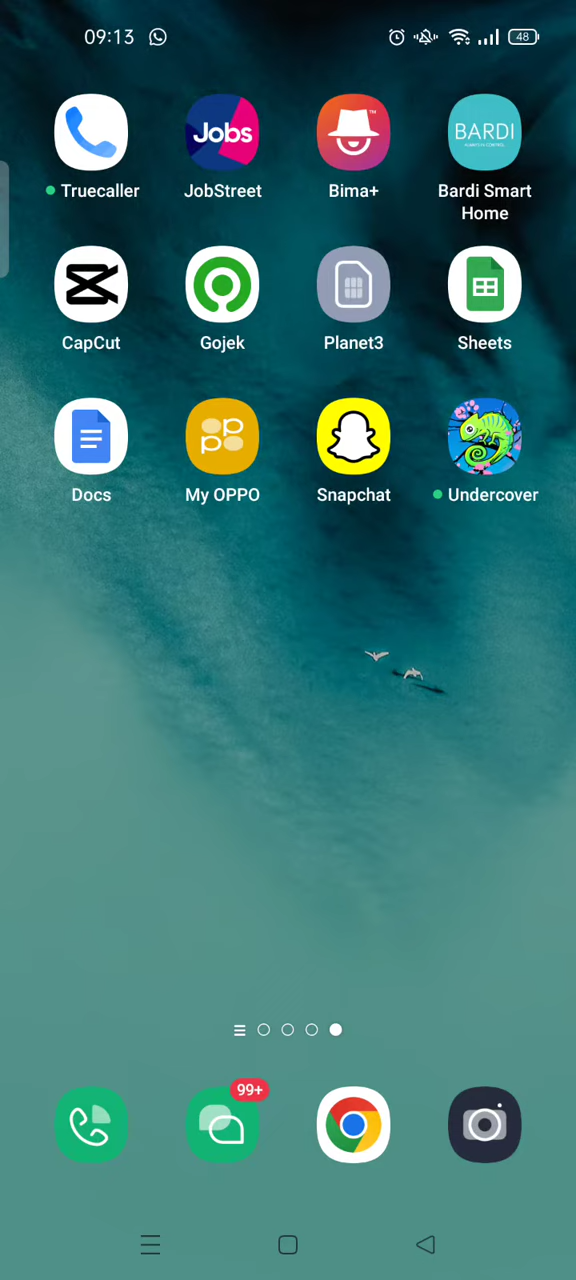 09:13
48
Jobs
TM
BARDI
Truecaller
JobStreet
Bima+
Bardi Smart
Home
CapCut
Gojek
Planet3
Sheets
Docs
My OPPO
Snapchat
Undercover
99+